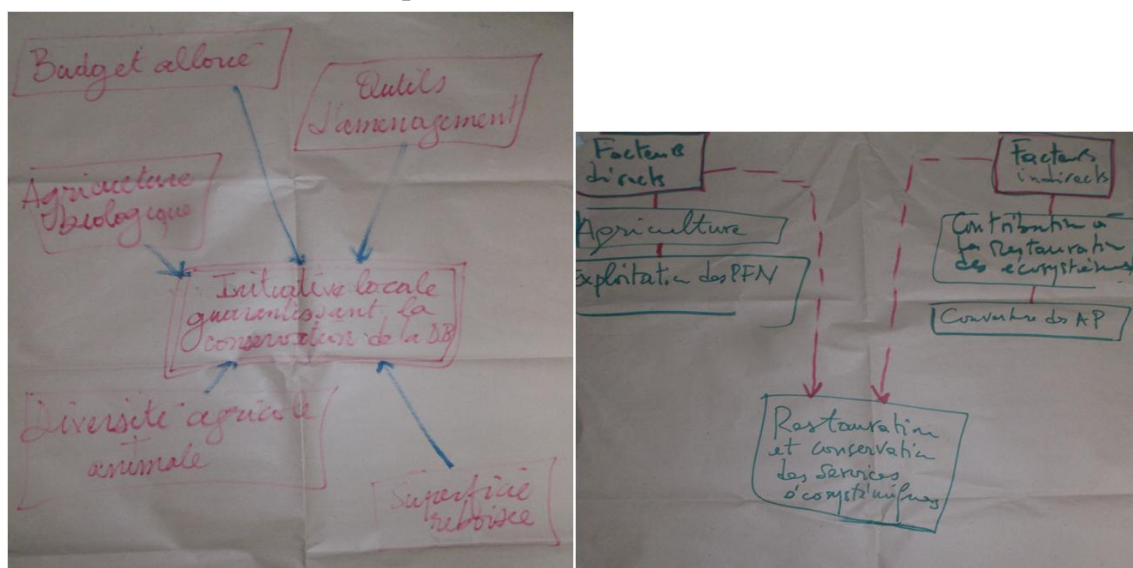 Budget alloué
Outils
d'amenagement
Agriculture
biologique
Initiative locale
guarantissant la
conservation de la DB
Diversité agricole
animale
Superficie
reboisée
Facteurs
directs
Agriculture
Exploitation des PFN
Facteurs
indirects
Contribution à
la Restauration
des écosystèmes
Couverture des AP
Restauration
et conservation
des services
écosystémiques